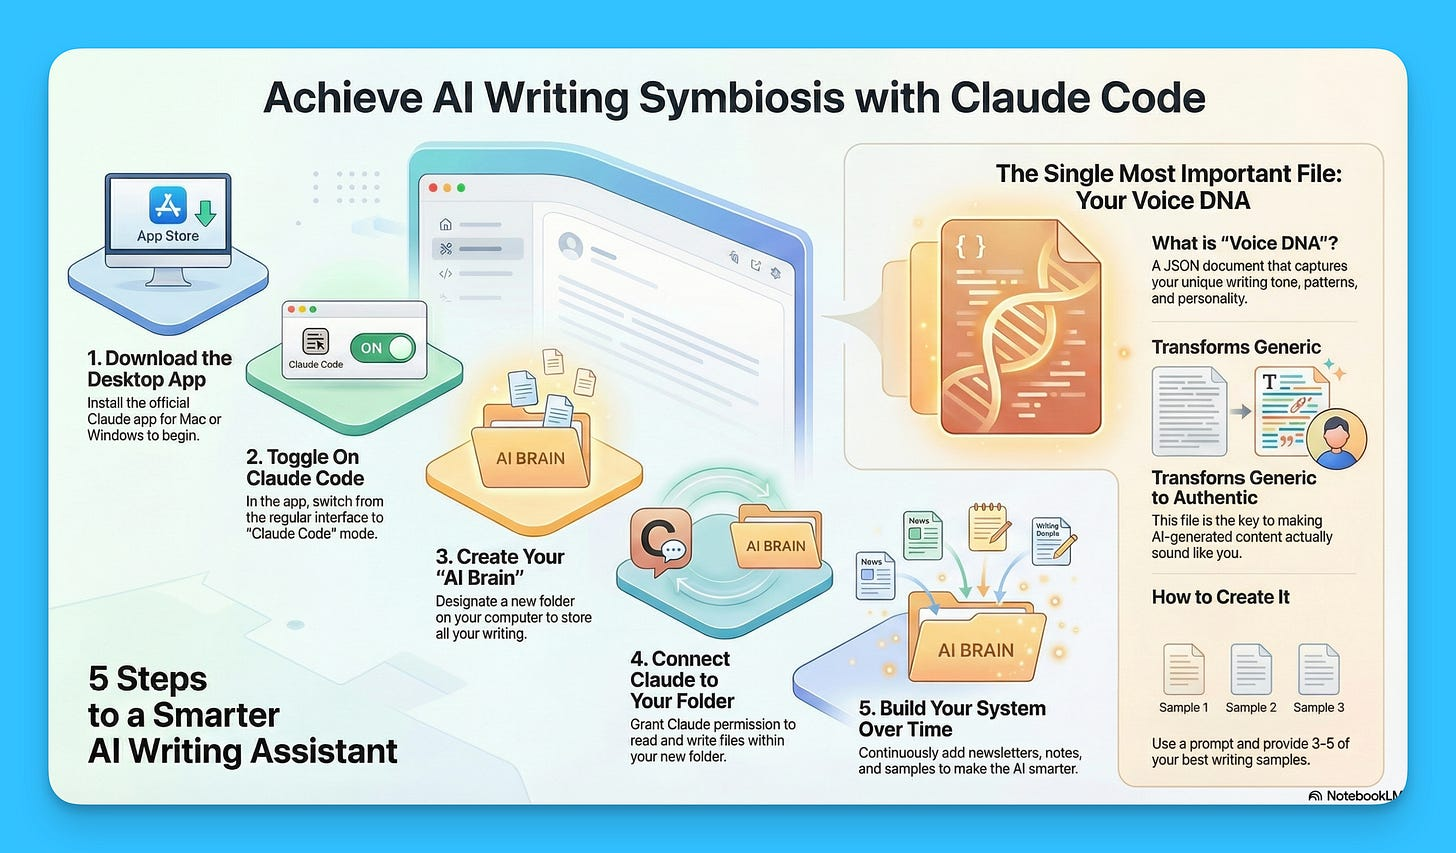 Achieve AI Writing Symbiosis with Claude Code
App Store
1. Download the
Desktop App
Install the official
Claude app for Mac or
Windows to begin.
Claude Code
ON
2. Toggle On
Claude Code
In the app, switch from
the regular interface to
"Claude Code" mode.
AI BRAIN
3. Create Your
“AI Brain”
Designate a new folder
on your computer to store
all your writing.
C
AI BRAIN
4. Connect
Claude to
Your Folder
Grant Claude permission to
read and write files within
your new folder.
News
News
Writing
Donple
AI BRAIN
5. Build Your System
Over Time
Continuously add newsletters, notes,
and samples to make the AI smarter.
5 Steps
to a Smarter
AI Writing Assistant
The Single Most Important File:
Your Voice DNA
{ }
What is “Voice DNA”?
A JSON document that captures
your unique writing tone, patterns,
and personality.
Transforms Generic
T
Transforms Generic
to Authentic
This file is the key to making
AI-generated content actually
sound like you.
How to Create It
Sample 1
Sample 2
Sample 3
Use a prompt and provide 3-5 of
your best writing samples.
NotebookLM